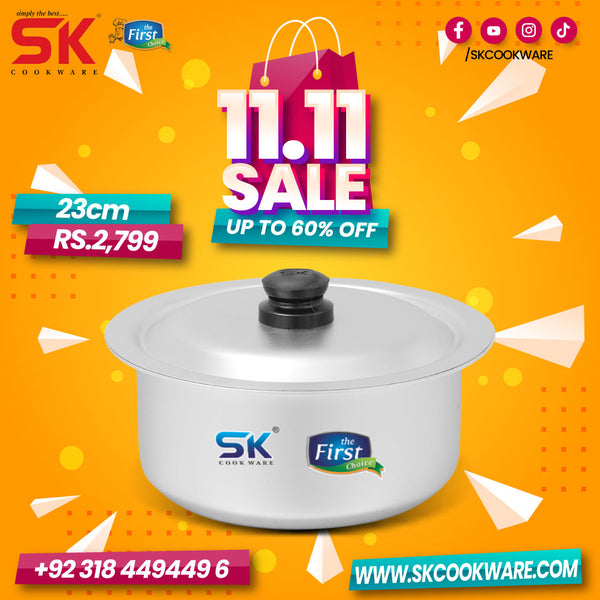 simply the best.....
SK®
COOKWARE
the
First
Choice
/SKCOOKWARE
11.11
SALE
UP TO 60% OFF
23cm
RS.2,799
SK
SK®
COOK WARE
the
First
Choice
+92 318 449449 6
WWW.SKCOOKWARE.COM